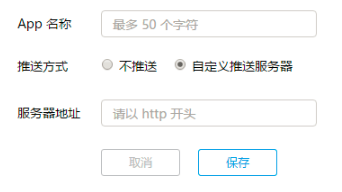 App 名称 最多 50 个字符
推送方式 不推送 自定义推送服务器
服务器地址 请以 http 开头
取消 保存